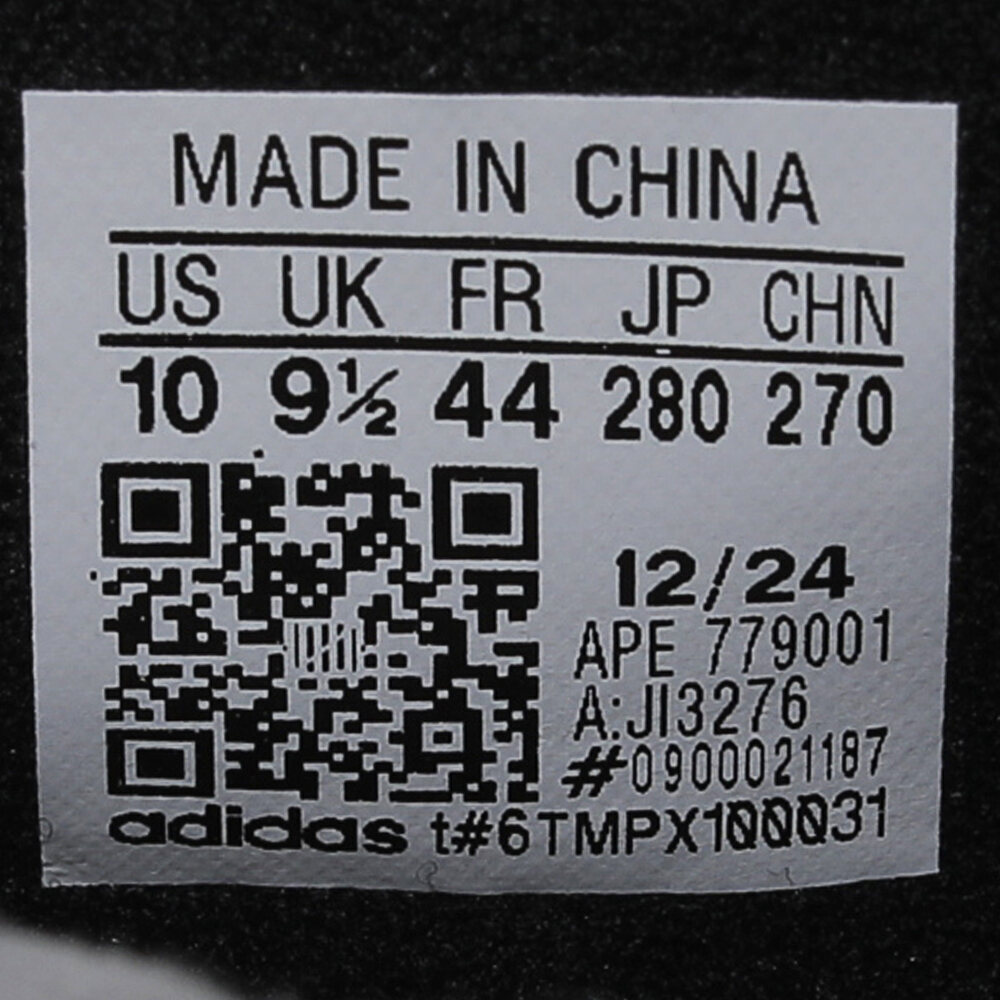 MADE IN CHINA
US UK FR JP CHN
10 9½ 44 280 270
12/24
APE 779001
A:JI3276
#0900021187
adidas t#6TMPX100031